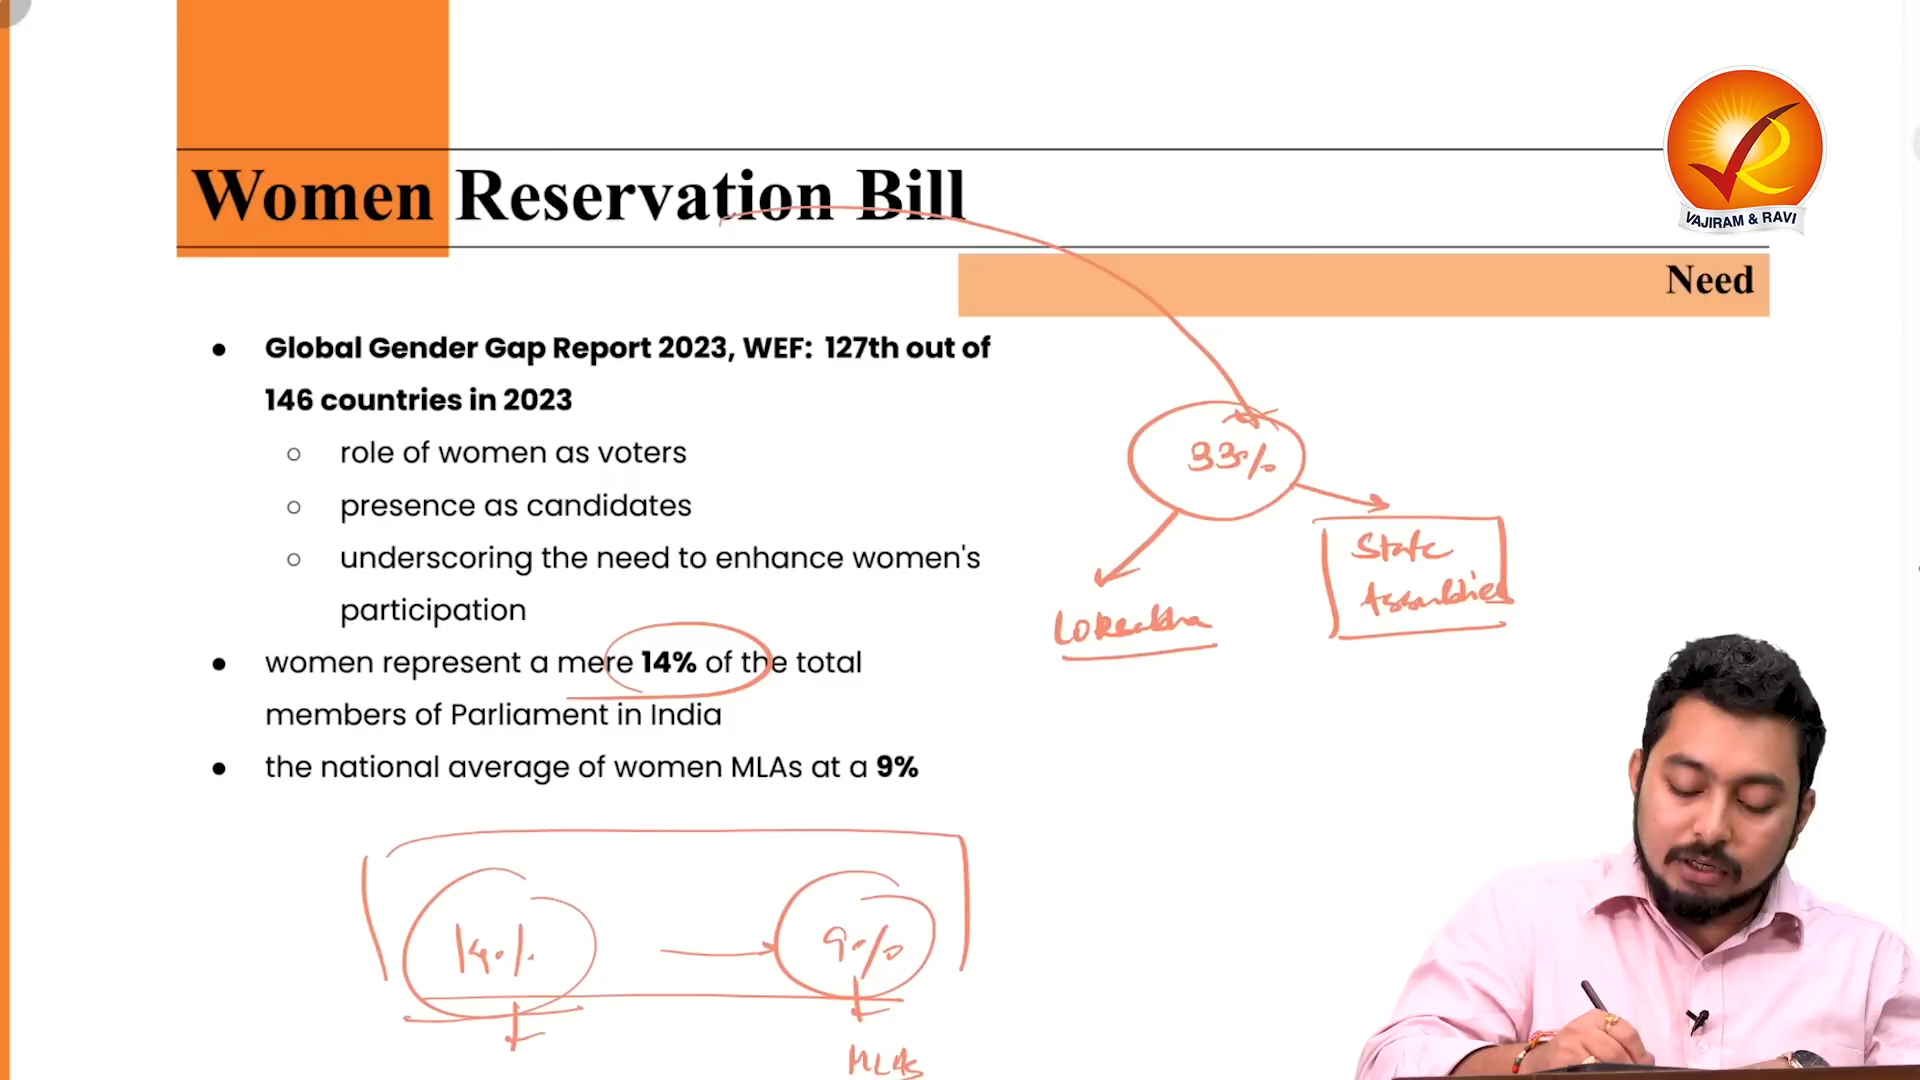 VAJIRAM & RAVI
Women Reservation Bill
Need
● Global Gender Gap Report 2023, WEF: 127th out of
146 countries in 2023
○ role of women as voters
○ presence as candidates
○ underscoring the need to enhance women's
participation
● women represent a mere 14% of the total
members of Parliament in India
● the national average of women MLAs at a 9%
33%
State
Assemblies
Loksabha
14%
9%
MLAs